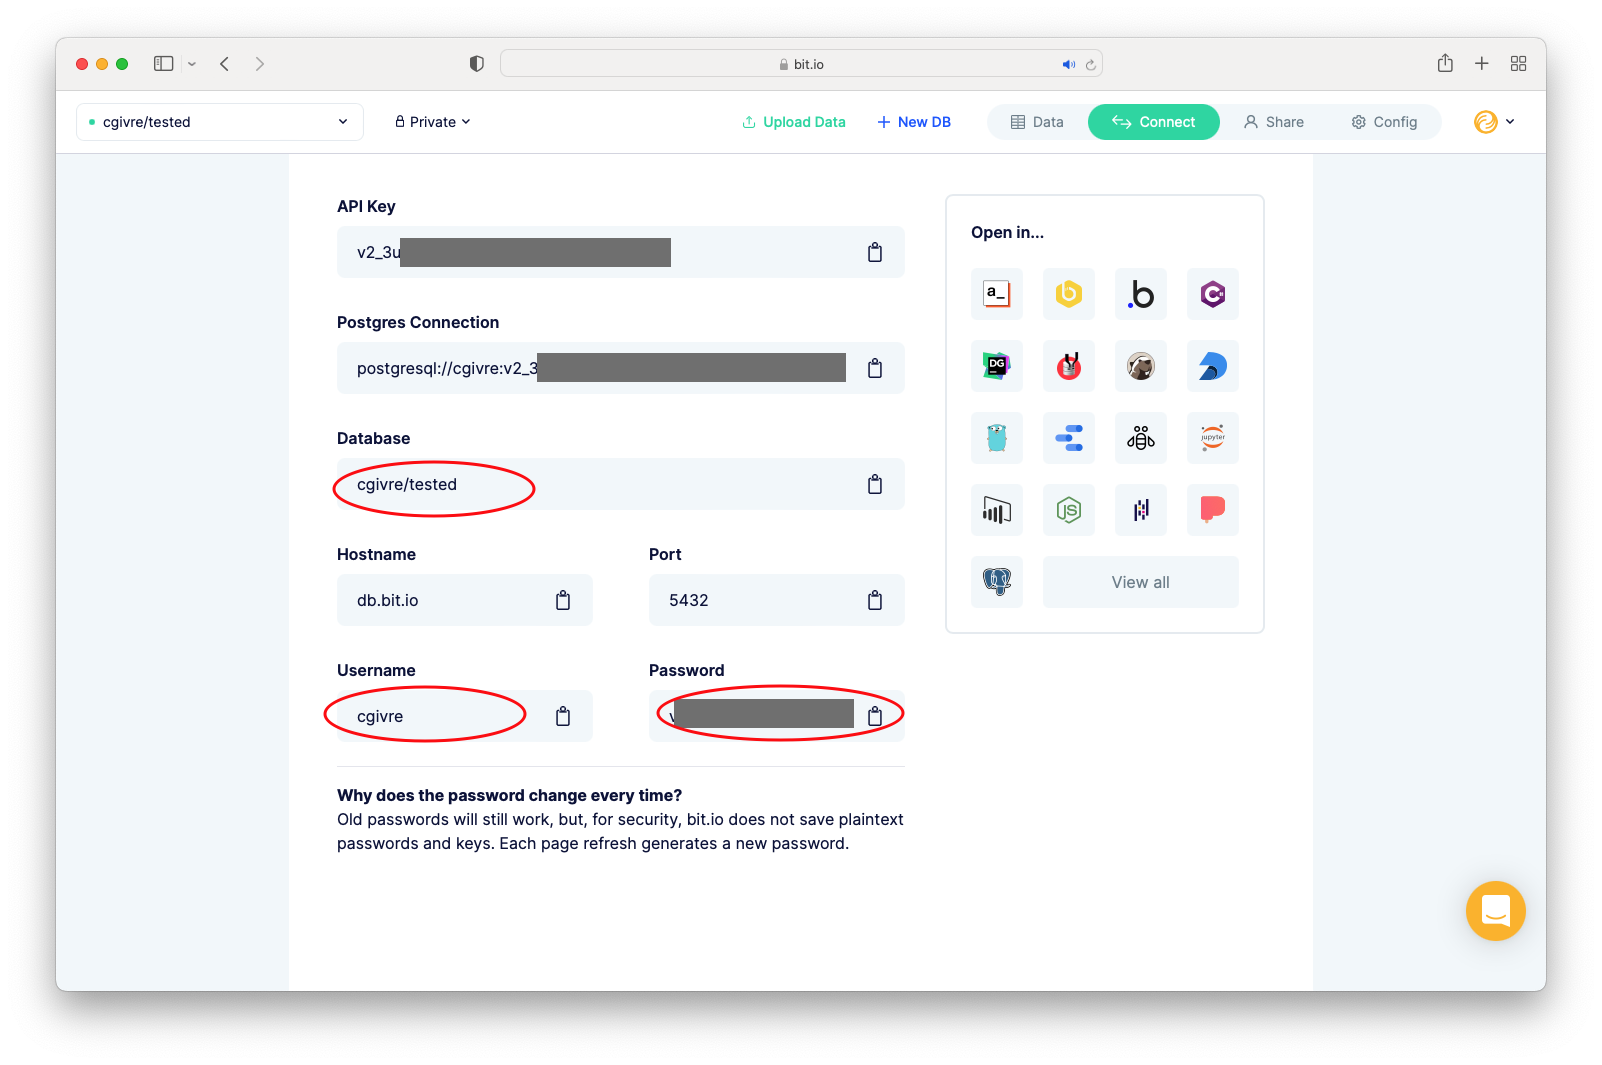 bit.io
cgivre/tested
Private
Upload Data
New DB
Data
Connect
Share
Config
API Key
v2_3u
Postgres Connection
postgresql://cgivre:v2_3
Database
cgivre/tested
Hostname
Port
db.bit.io
5432
Username
Password
cgivre
v
Why does the password change every time?
Old passwords will still work, but, for security, bit.io does not save plaintext
passwords and keys. Each page refresh generates a new password.
Open in...
a_
b
b
C#
DG
jupyter
JS
View all